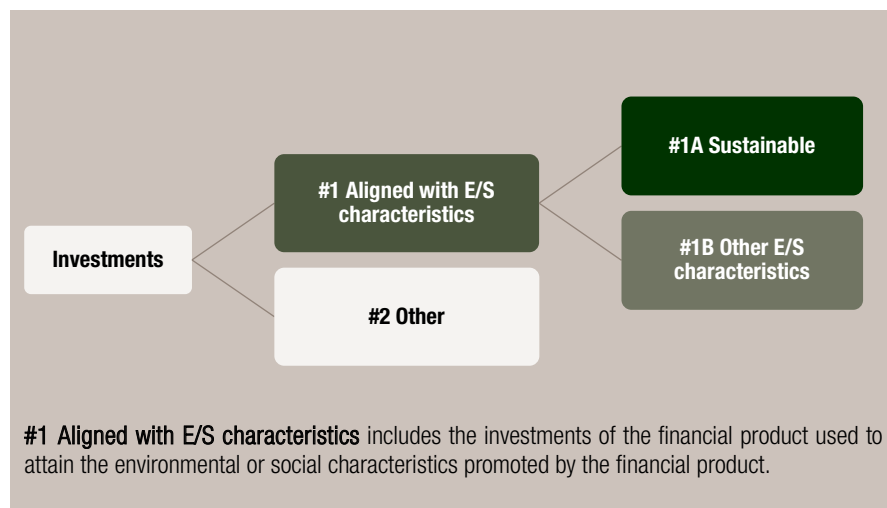 #1A Sustainable
#1 Aligned with E/S
characteristics
#1B Other E/S
characteristics
Investments
#2 Other
#1 Aligned with E/S characteristics includes the investments of the financial product used to
attain the environmental or social characteristics promoted by the financial product.